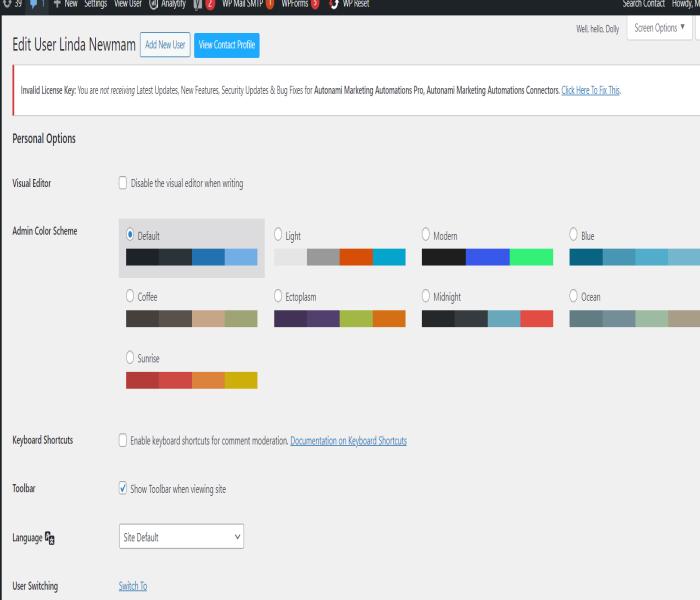 39 1 New Settings View User Analytify 2 WP Mail SMTP 1 WPForms 5 WP Reset Search Contact Howdy, M
Well, hello, Dolly Screen Options ▼
Edit User Linda Newmam Add New User View Contact Profile
Invalid License Key: You are not receiving Latest Updates, New Features, Security Updates & Bug Fixes for Autonami Marketing Automations Pro, Autonami Marketing Automations Connectors. Click Here To Fix This.
Personal Options
Visual Editor Disable the visual editor when writing
Admin Color Scheme Default Light Modern Blue
Coffee Ectoplasm Midnight Ocean
Sunrise
Keyboard Shortcuts Enable keyboard shortcuts for comment moderation. Documentation on Keyboard Shortcuts
Toolbar Show Toolbar when viewing site
Language Site Default
User Switching Switch To